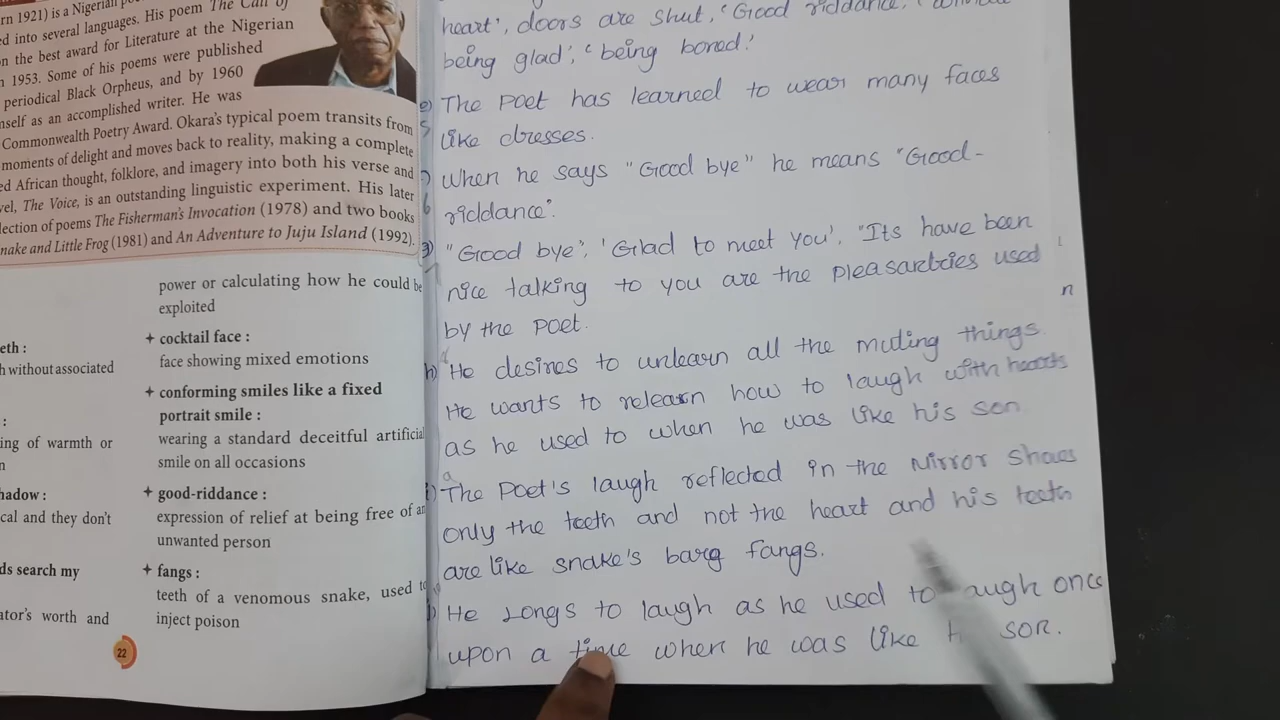 rn 1921) is a Nigerian
ed into several languages. His poem The Call of
on the best award for Literature at the Nigerian
n 1953. Some of his poems were published
periodical Black Orpheus, and by 1960
nself as an accomplished writer. He was
Commonwealth Poetry Award. Okara's typical poem transits from
moments of delight and moves back to reality, making a complete
ed African thought, folklore, and imagery into both his verse and
vel, The Voice, is an outstanding linguistic experiment. His later
lection of poems The Fisherman's Invocation (1978) and two books
nake and Little Frog (1981) and An Adventure to Juju Island (1992).
eth :
h without associated
:
ing of warmth or
n
hadow :
cal and they don't
ds search my
ator's worth and
power or calculating how he could be
exploited
+ cocktail face :
face showing mixed emotions
+ conforming smiles like a fixed
portrait smile :
wearing a standard deceitful artificial
smile on all occasions
+ good-riddance :
expression of relief at being free of an
unwanted person
+ fangs :
teeth of a venomous snake, used to
inject poison
22
heart', doors are shut, 'Good riddance,
being glad', 'being bored.'
e) The poet has learned to wear many faces
like dresses.
When he says "Good bye" he means "Good-
riddance".
g) "Good bye", 'Glad to meet you', "Its have been
nice talking to you are the pleasantries used
by the poet.
h) He desires to unlearn all the muting things.
He wants to relearn how to laugh with hearts
as he used to when he was like his son
i) The poet's laugh reflected in the mirror shoes
only the teeth and not the heart and his teeth
are like snake's barg fangs.
He longs to laugh as he used to laugh once
upon a time when he was like son.